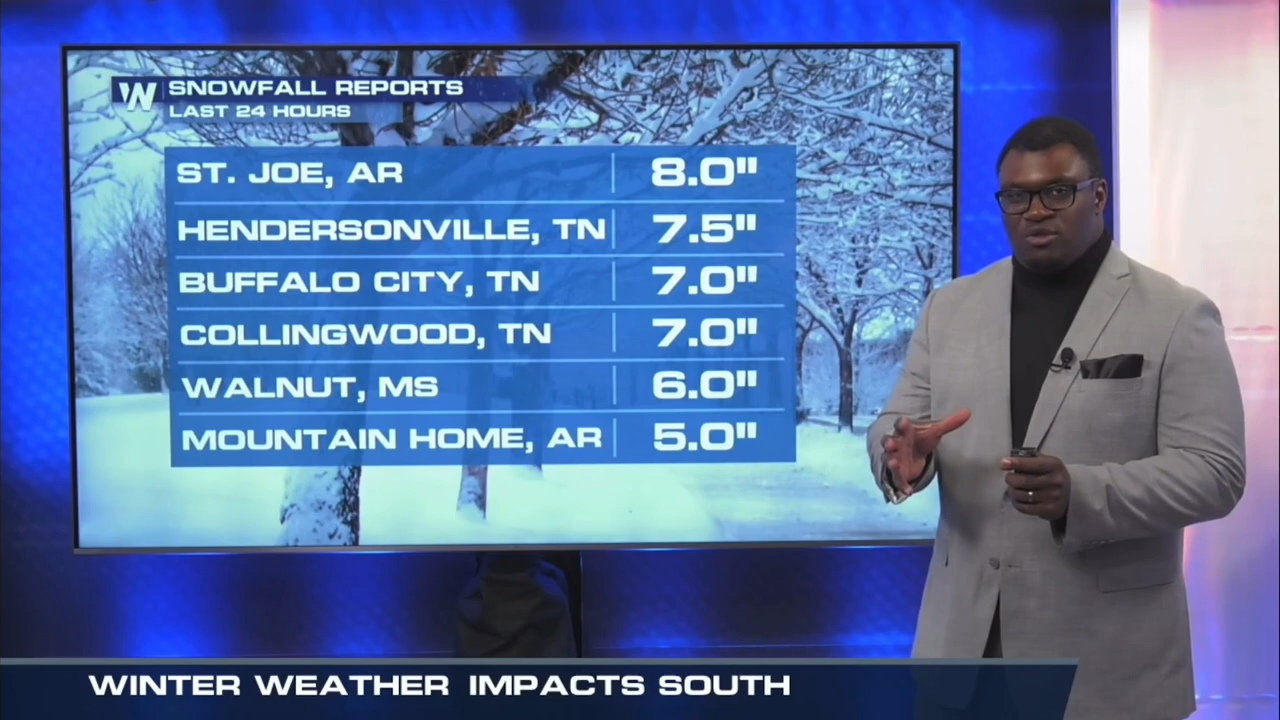 W SNOWFALL REPORTS
LAST 24 HOURS
ST. JOE, AR 8.0"
HENDERSONVILLE, TN 7.5"
BUFFALO CITY, TN 7.0"
COLLINGWOOD, TN 7.0"
WALNUT, MS 6.0"
MOUNTAIN HOME, AR 5.0"
WINTER WEATHER IMPACTS SOUTH